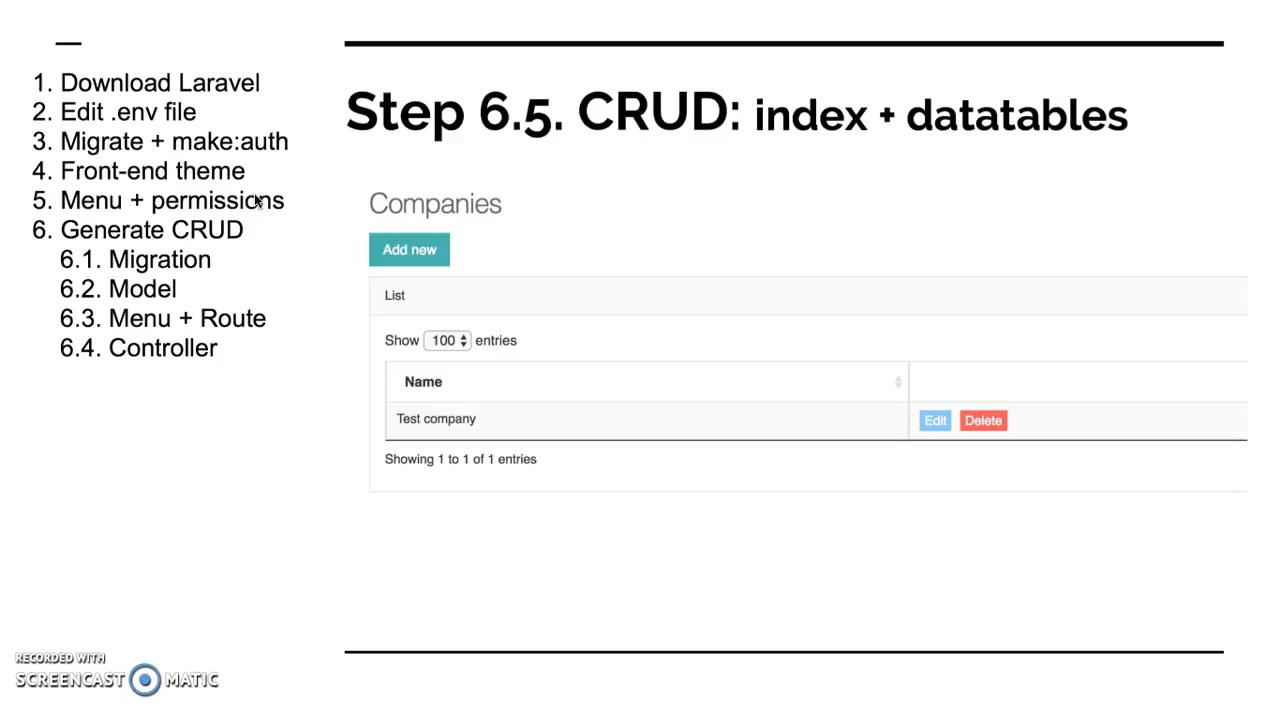 1. Download Laravel
2. Edit .env file
3. Migrate + make:auth
4. Front-end theme
5. Menu + permissions
6. Generate CRUD
6.1. Migration
6.2. Model
6.3. Menu + Route
6.4. Controller
Step 6.5. CRUD: index + datatables
Companies
Add new
List
Show 100 entries
Name
Test company Edit Delete
Showing 1 to 1 of 1 entries
RECORDED WITH
SCREENCAST MATIC